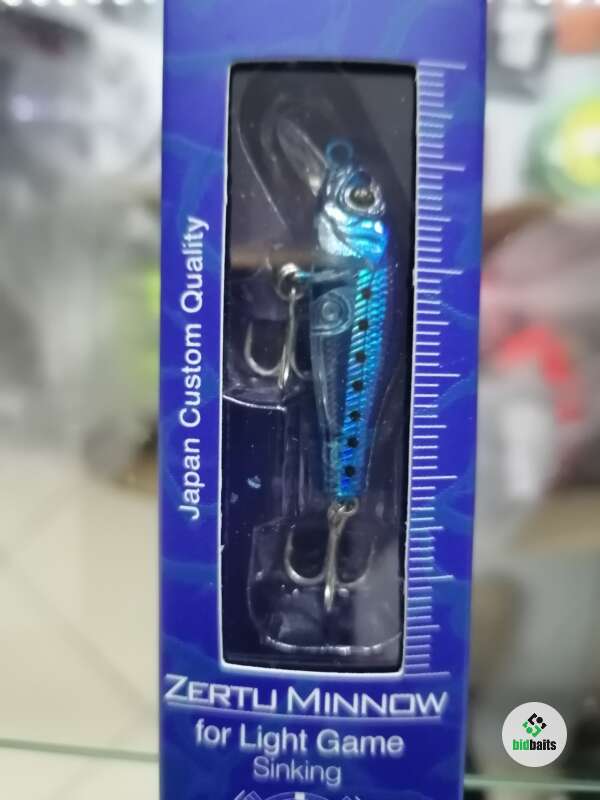 Japan Custom Quality
ZERTU MINNOW
for Light Game
Sinking
bidbaits